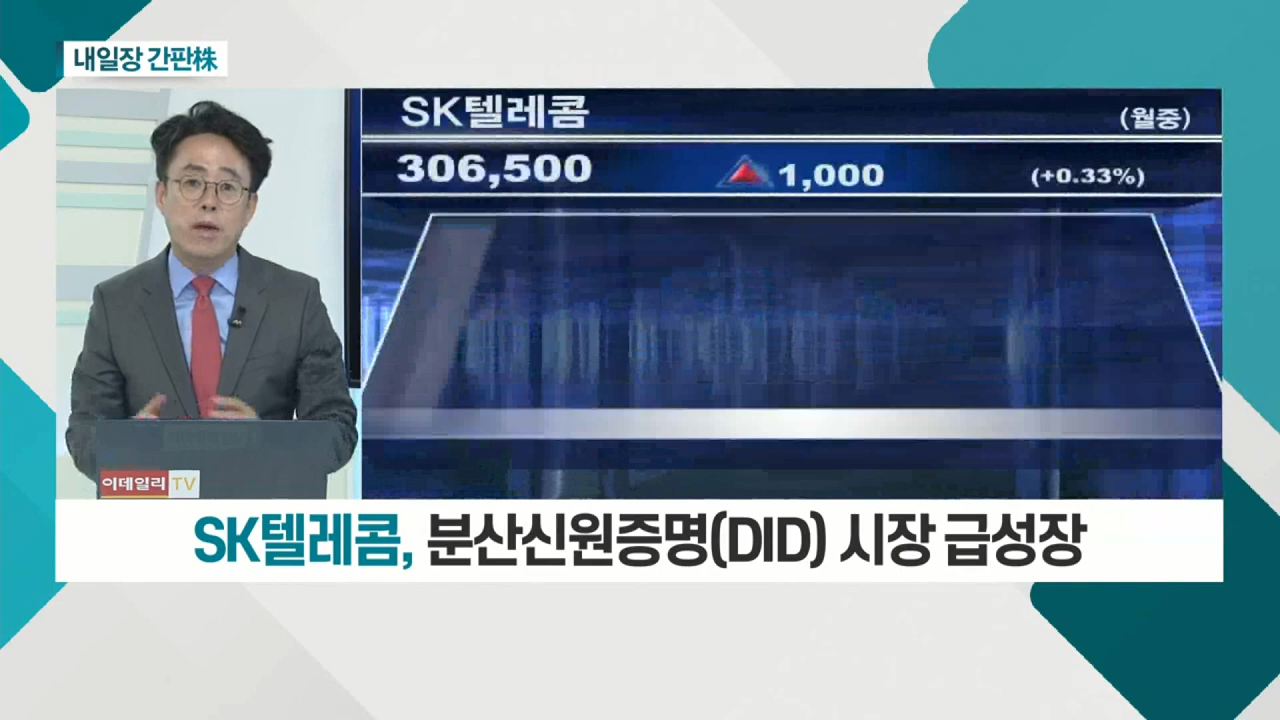 내일장 간판株
SK텔레콤
(월중)
306,500 1,000 (+0.33%)
이데일리 TV
SK텔레콤, 분산신원증명(DID) 시장 급성장